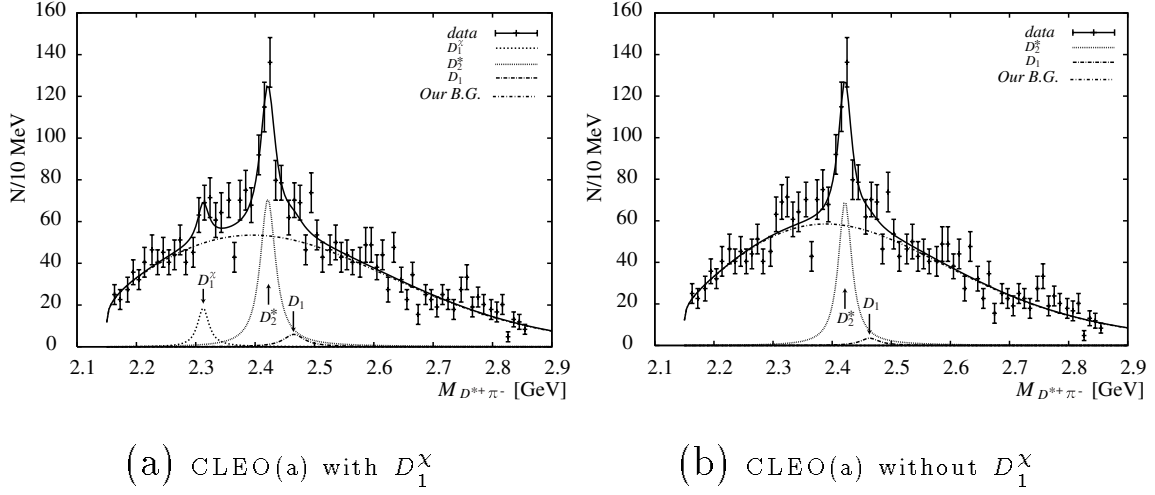 160
140
120
100
80
60
40
20
0
N/10 MeV
data
D₁^χ
D₂*
D₁
Our B.G.
D₁^χ
D₂*
D₁
2.1 2.2 2.3 2.4 2.5 2.6 2.7 2.8 2.9
M D*+ π- [GeV]
(a) CLEO(a) with D₁^χ
160
140
120
100
80
60
40
20
0
N/10 MeV
data
D₂*
D₁
Our B.G.
D₂*
D₁
2.1 2.2 2.3 2.4 2.5 2.6 2.7 2.8 2.9
M D*+ π- [GeV]
(b) CLEO(a) without D₁^χ